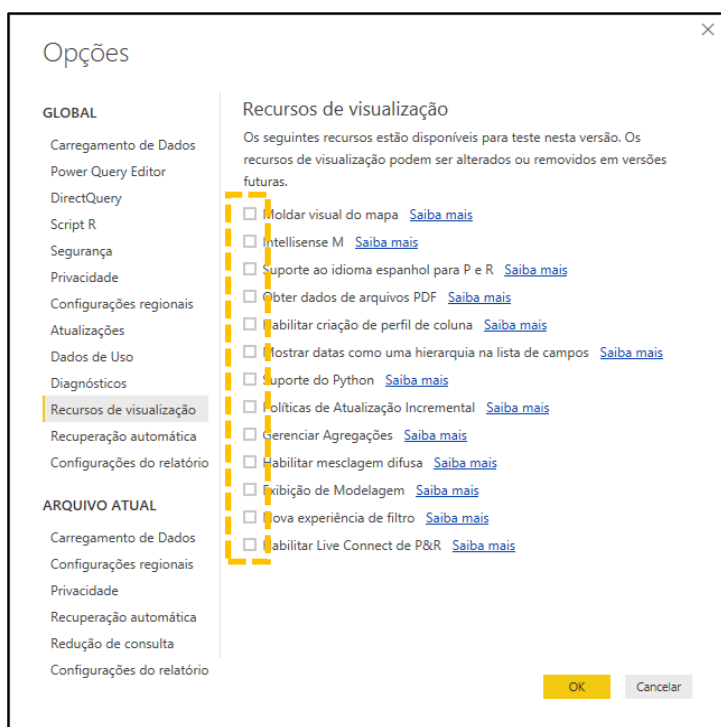 Opções
GLOBAL
Carregamento de Dados
Power Query Editor
DirectQuery
Script R
Segurança
Privacidade
Configurações regionais
Atualizações
Dados de Uso
Diagnósticos
Recursos de visualização
Recuperação automática
Configurações do relatório
ARQUIVO ATUAL
Carregamento de Dados
Configurações regionais
Privacidade
Recuperação automática
Redução de consulta
Configurações do relatório
Recursos de visualização
Os seguintes recursos estão disponíveis para teste nesta versão. Os
recursos de visualização podem ser alterados ou removidos em versões
futuras.
Moldar visual do mapa Saiba mais
Intellisense M Saiba mais
Suporte ao idioma espanhol para P e R Saiba mais
Obter dados de arquivos PDF Saiba mais
Habilitar criação de perfil de coluna Saiba mais
Mostrar datas como uma hierarquia na lista de campos Saiba mais
Suporte do Python Saiba mais
Políticas de Atualização Incremental Saiba mais
Gerenciar Agregações Saiba mais
Habilitar mesclagem difusa Saiba mais
Exibição de Modelagem Saiba mais
Nova experiência de filtro Saiba mais
Habilitar Live Connect de P&R Saiba mais
OK
Cancelar